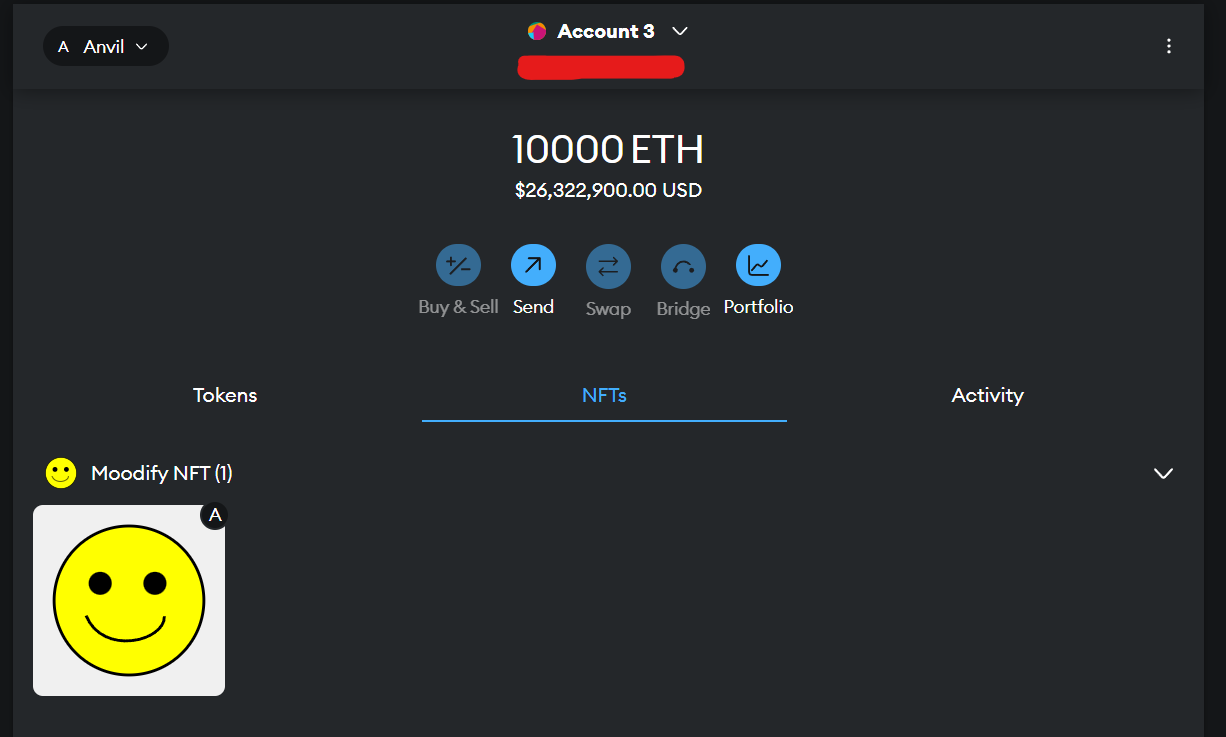 A Anvil
Account 3
10000 ETH
$26,322,900.00 USD
Buy & Sell Send Swap Bridge Portfolio
Tokens NFTs Activity
Moodify NFT (1)
A